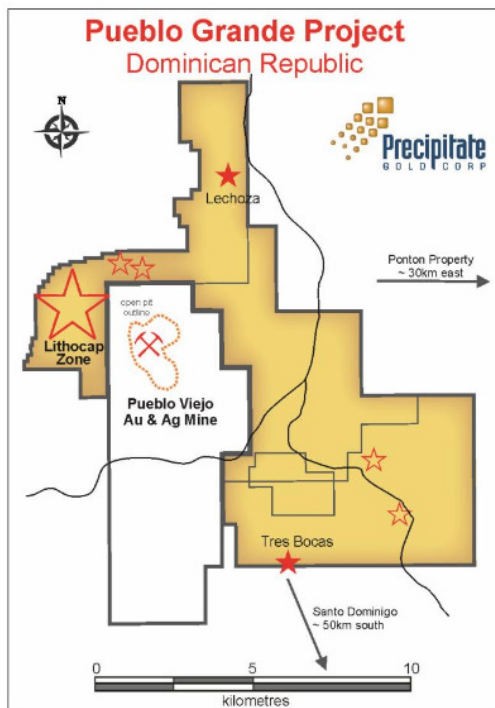 Pueblo Grande Project
Dominican Republic
N
Precipitate
GOLD CORP
Lechoza
Ponton Property
~ 30km east
open pit
outline
Lithocap
Zone
Pueblo Viejo
Au & Ag Mine
Tres Bocas
Santo Dominigo
~ 50km south
0
5
10
kilometres